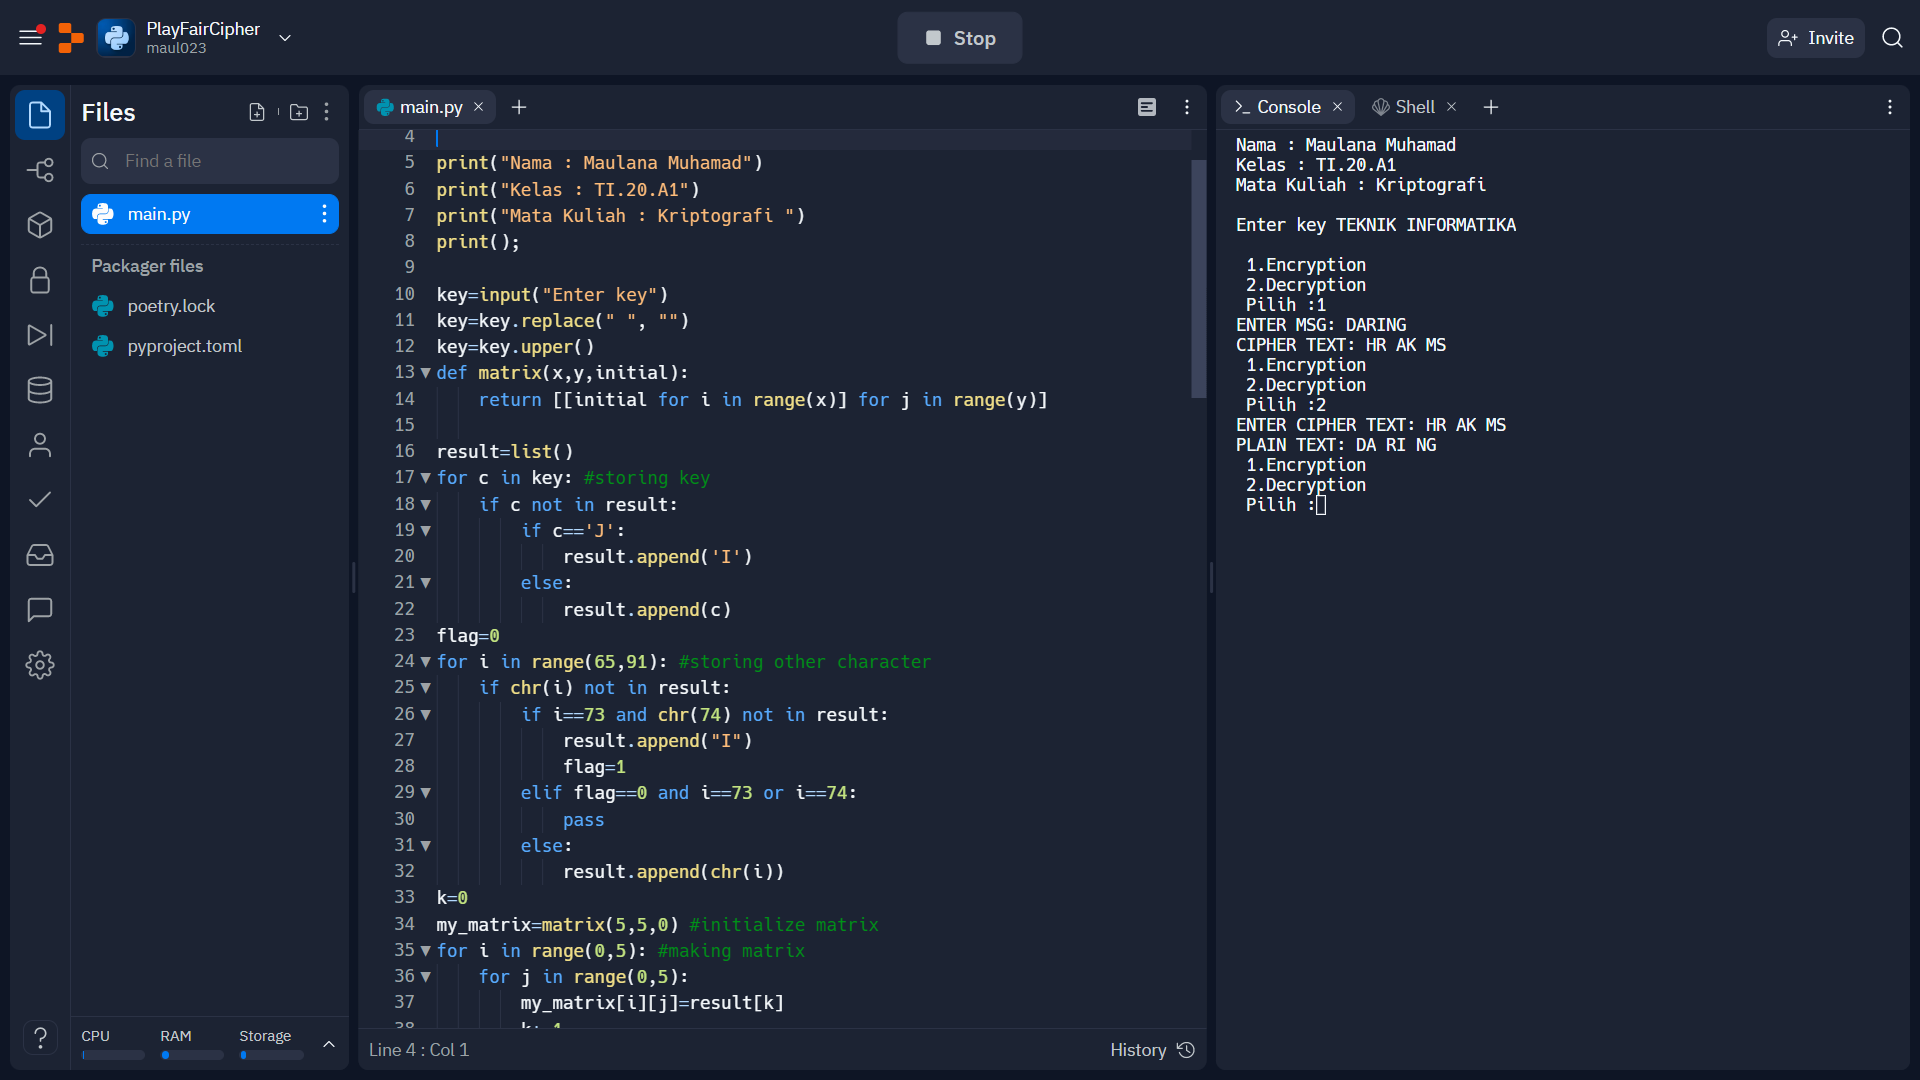 PlayFairCipher
maul023
Stop
Invite
Files
Find a file
main.py
Packager files
poetry.lock
pyproject.toml
CPU RAM Storage
main.py
4
5 print("Nama : Maulana Muhamad")
6 print("Kelas : TI.20.A1")
7 print("Mata Kuliah : Kriptografi ")
8 print();
9
10 key=input("Enter key")
11 key=key.replace(" ", "")
12 key=key.upper()
13 def matrix(x,y,initial):
14     return [[initial for i in range(x)] for j in range(y)]
15
16 result=list()
17 for c in key: #storing key
18     if c not in result:
19         if c=='J':
20             result.append('I')
21         else:
22             result.append(c)
23 flag=0
24 for i in range(65,91): #storing other character
25     if chr(i) not in result:
26         if i==73 and chr(74) not in result:
27             result.append("I")
28             flag=1
29         elif flag==0 and i==73 or i==74:
30             pass
31         else:
32             result.append(chr(i))
33 k=0
34 my_matrix=matrix(5,5,0) #initialize matrix
35 for i in range(0,5): #making matrix
36     for j in range(0,5):
37         my_matrix[i][j]=result[k]
Line 4 : Col 1
History
Console
Shell
Nama : Maulana Muhamad
Kelas : TI.20.A1
Mata Kuliah : Kriptografi
Enter key TEKNIK INFORMATIKA
1.Encryption
2.Decryption
Pilih :1
ENTER MSG: DARING
CIPHER TEXT: HR AK MS
1.Encryption
2.Decryption
Pilih :2
ENTER CIPHER TEXT: HR AK MS
PLAIN TEXT: DA RI NG
1.Encryption
2.Decryption
Pilih :